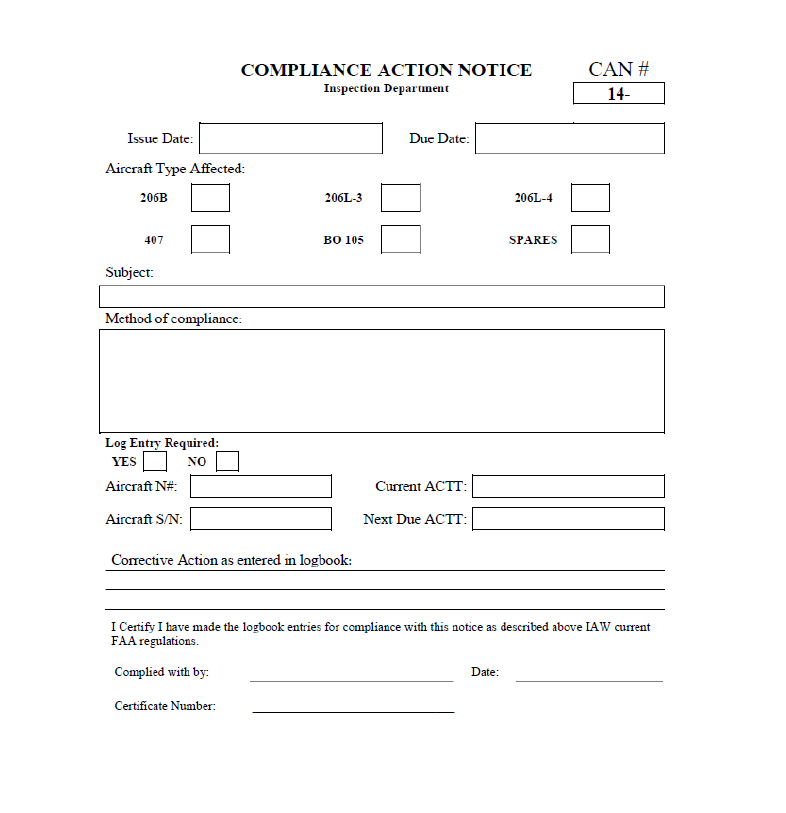 COMPLIANCE ACTION NOTICE CAN #
Inspection Department
14-
Issue Date: Due Date:
Aircraft Type Affected:
206B 206L-3 206L-4
407 BO 105 SPARES
Subject:
Method of compliance:
Log Entry Required:
YES NO
Aircraft N#: Current ACTT:
Aircraft S/N: Next Due ACTT:
Corrective Action as entered in logbook:
I Certify I have made the logbook entries for compliance with this notice as described above IAW current
FAA regulations.
Complied with by: Date:
Certificate Number: